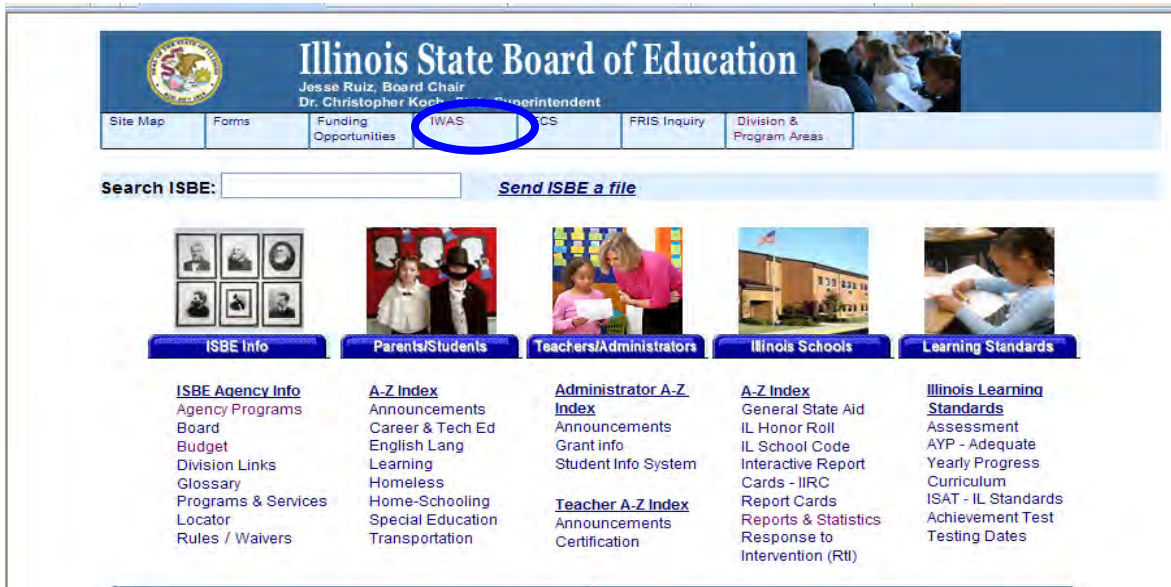 Illinois State Board of Education
Jesse Ruiz, Board Chair
Dr. Christopher Koch, State Superintendent
Site Map Forms Funding Opportunities IWAS FRIS Inquiry Division & Program Areas
Search ISBE: Send ISBE a file
ISBE Info Parents/Students Teachers/Administrators Illinois Schools Learning Standards
ISBE Agency Info
Agency Programs
Board
Budget
Division Links
Glossary
Programs & Services
Locator
Rules / Waivers
A-Z Index
Announcements
Career & Tech Ed
English Lang
Learning
Homeless
Home-Schooling
Special Education
Transportation
Administrator A-Z
Index
Announcements
Grant info
Student Info System
Teacher A-Z Index
Announcements
Certification
A-Z Index
General State Aid
IL Honor Roll
IL School Code
Interactive Report
Cards - IIRC
Report Cards
Reports & Statistics
Response to
Intervention (RtI)
Illinois Learning
Standards
Assessment
AYP - Adequate
Yearly Progress
Curriculum
ISAT - IL Standards
Achievement Test
Testing Dates